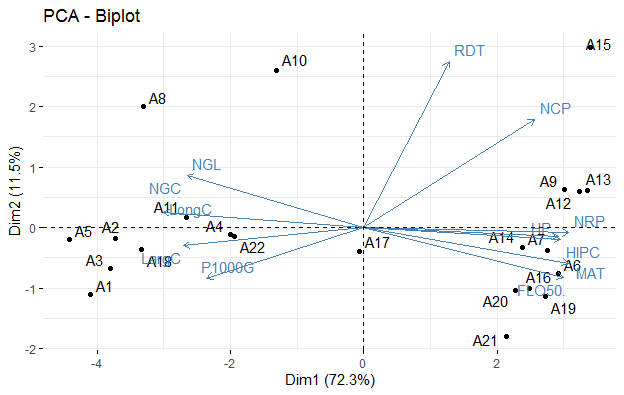 PCA - Biplot
3
2
1
0
-1
-2
Dim2 (11.5%)
RDT
A15
A10
NCP
A8
NGL
A9
A13
NGC
LongC
A11
A12
A5
A2
A4
NRP
HP
A14
A7
A22
A17
LargC
A18
A3
P1000G
HIPC
A6
MAT
A1
A16
FLO50.
A20
A19
A21
-4
-2
0
2
4
Dim1 (72.3%)